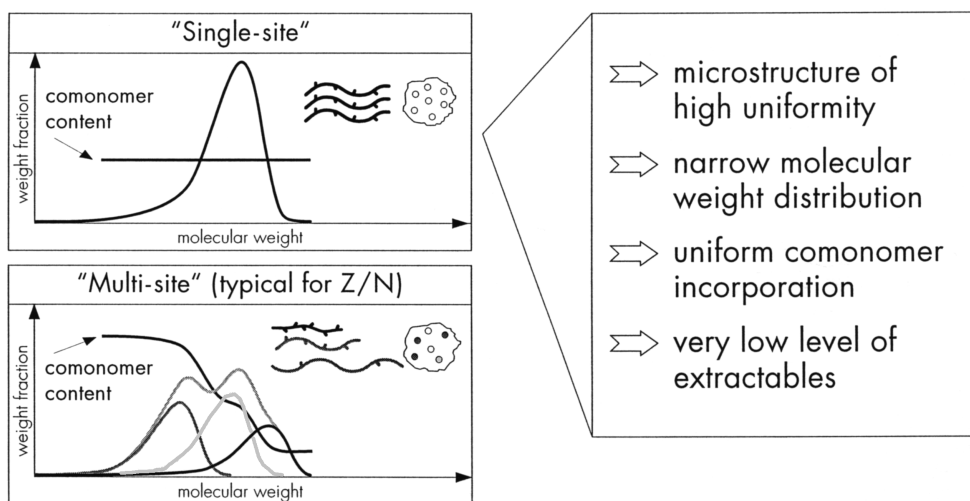 "Single-site"
comonomer
content
weight fraction
molecular weight
"Multi-site" (typical for Z/N)
comonomer
content
weight fraction
molecular weight
microstructure of
high uniformity
narrow molecular
weight distribution
uniform comonomer
incorporation
very low level of
extractables